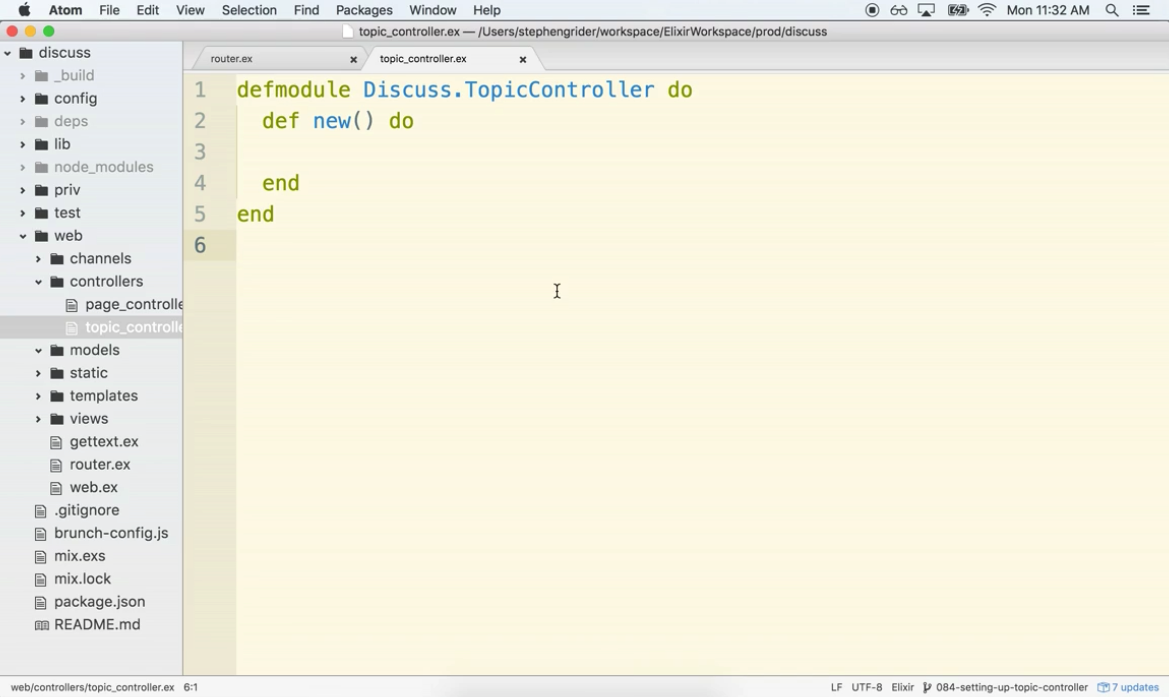 Atom File Edit View Selection Find Packages Window Help Mon 11:32 AM
topic_controller.ex — /Users/stephengrider/workspace/ElixirWorkspace/prod/discuss
discuss
_build
config
deps
lib
node_modules
priv
test
web
channels
controllers
page_controlle
topic_controlle
models
static
templates
views
gettext.ex
router.ex
web.ex
.gitignore
brunch-config.js
mix.exs
mix.lock
package.json
README.md
router.ex topic_controller.ex
1 defmodule Discuss.TopicController do
2 def new() do
3
4 end
5 end
6
web/controllers/topic_controller.ex 6:1 LF UTF-8 Elixir 084-setting-up-topic-controller 7 updates